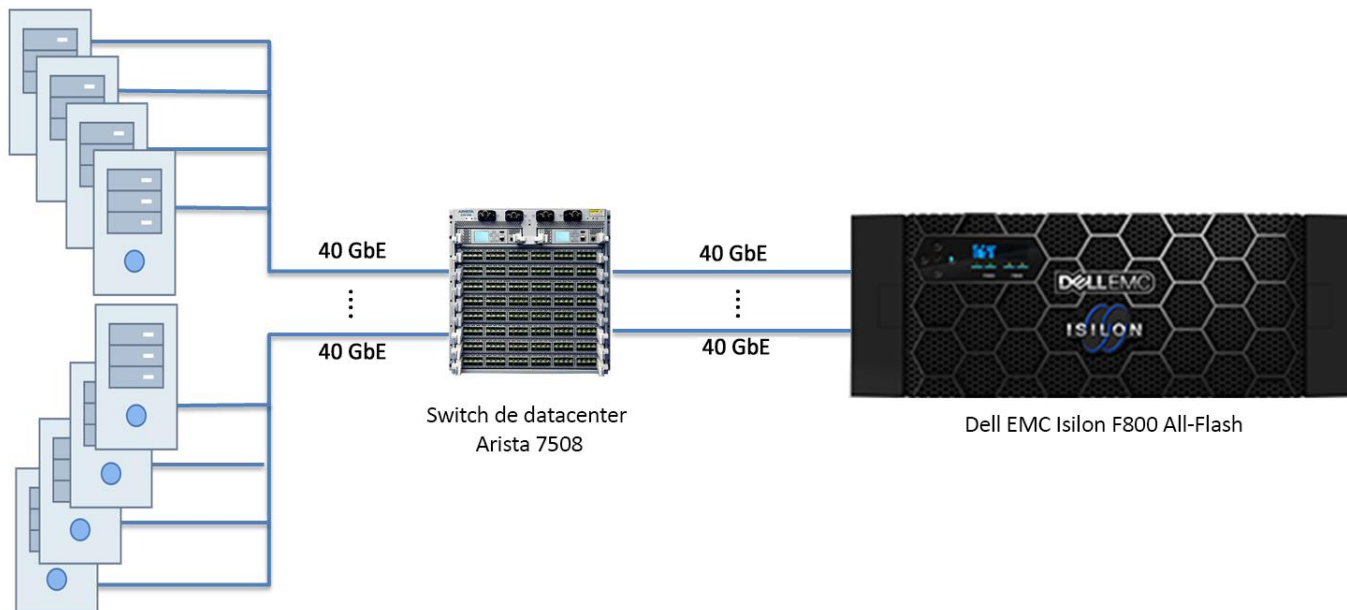 40 GbE
40 GbE
40 GbE
40 GbE
DELLEMC
ISILON
Switch de datacenter
Arista 7508
Dell EMC Isilon F800 All-Flash